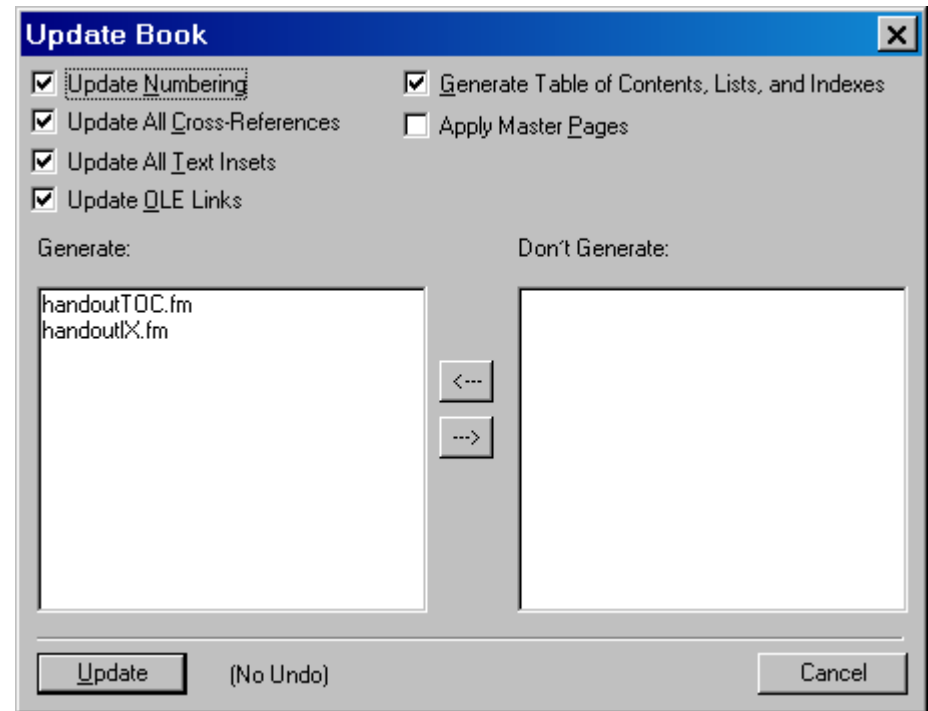 Update Book
Update Numbering
Generate Table of Contents, Lists, and Indexes
Update All Cross-References
Apply Master Pages
Update All Text Insets
Update OLE Links
Generate:
Don't Generate:
handoutTOC.fm
handoutIX.fm
<---
--->
Update
(No Undo)
Cancel